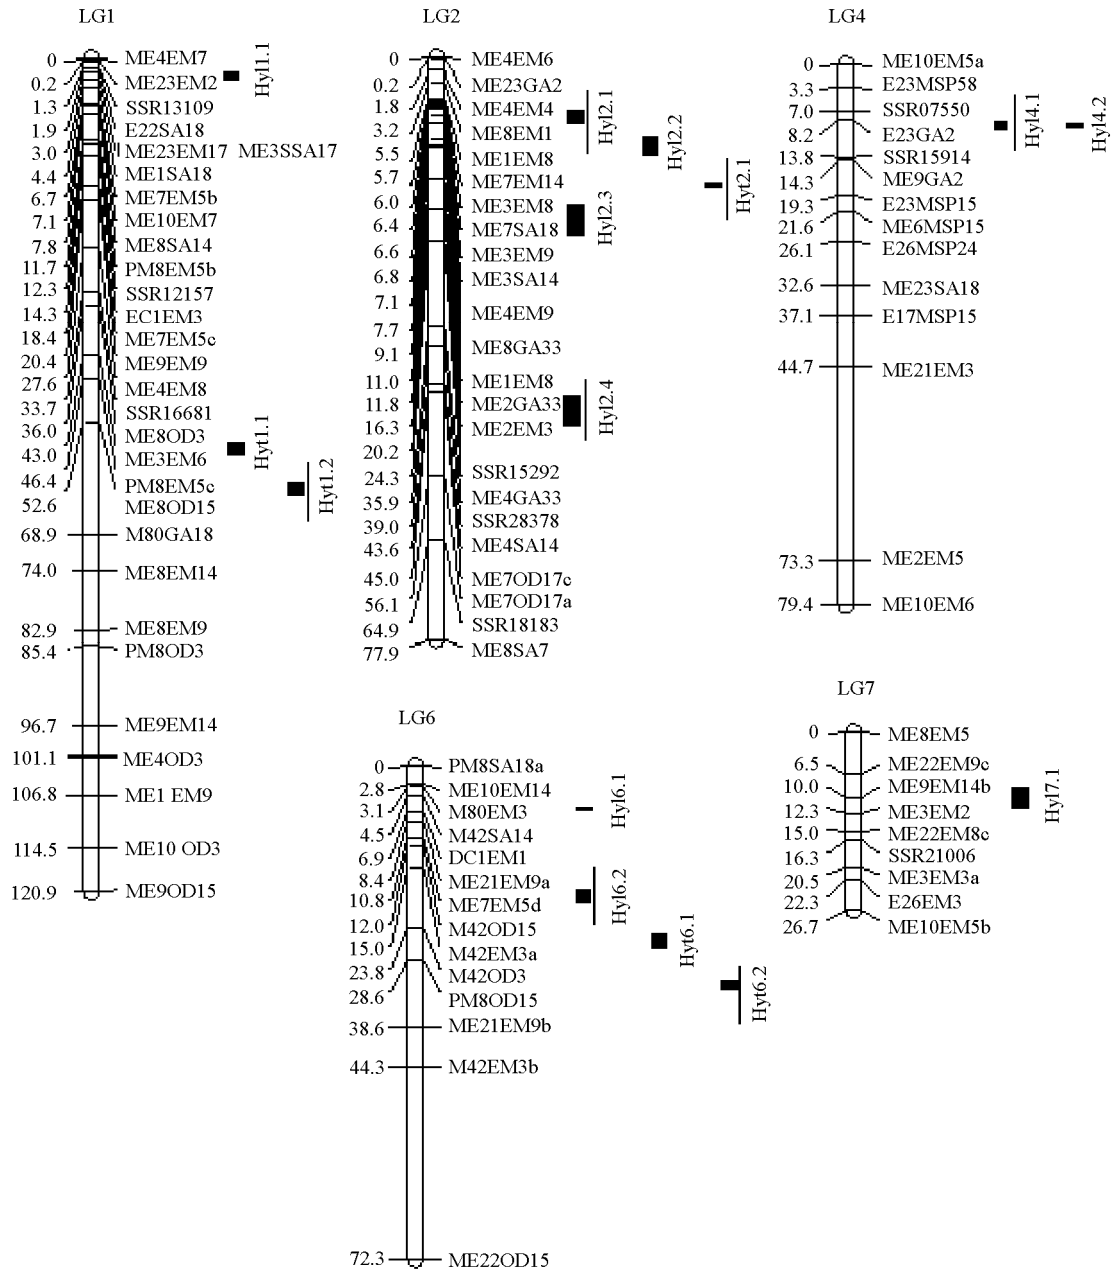 LG1
0 ME4EM7
0.2 ME23EM2
1.3 SSR13109
1.9 E22SA18
3.0 ME23EM17 ME3SSA17
4.4 ME1SA18
6.7 ME7EM5b
7.1 ME10EM7
7.8 ME8SA14
11.7 PM8EM5b
12.3 SSR12157
14.3 EC1EM3
18.4 ME7EM5c
20.4 ME9EM9
27.6 ME4EM8
33.7 SSR16681
36.0 ME8OD3
43.0 ME3EM6
46.4 PM8EM5c
52.6 ME8OD15
68.9 M80GA18
74.0 ME8EM14
82.9 ME8EM9
85.4 PM8OD3
96.7 ME9EM14
101.1 ME4OD3
106.8 ME1 EM9
114.5 ME10 OD3
120.9 ME9OD15
Hyl1.1
Hyt1.1
Hyt1.2
LG2
0 ME4EM6
0.2 ME23GA2
1.8 ME4EM4
3.2 ME8EM1
5.5 ME1EM8
5.7 ME7EM14
6.0 ME3EM8
6.4 ME7SA18
6.6 ME3EM9
6.8 ME3SA14
7.1 ME4EM9
7.7
9.1 ME8GA33
11.0 ME1EM8
11.8 ME2GA33
16.3 ME2EM3
20.2
24.3 SSR15292
35.9 ME4GA33
39.0 SSR28378
43.6 ME4SA14
45.0 ME7OD17c
56.1 ME7OD17a
64.9 SSR18183
77.9 ME8SA7
Hyl2.1
Hyl2.2
Hyt2.1
Hyl2.3
Hyl2.4
LG4
0 ME10EM5a
3.3 E23MSP58
7.0 SSR07550
8.2 E23GA2
13.8 SSR15914
14.3 ME9GA2
19.3 E23MSP15
21.6 ME6MSP15
26.1 E26MSP24
32.6 ME23SA18
37.1 E17MSP15
44.7 ME21EM3
73.3 ME2EM5
79.4 ME10EM6
Hyl4.1
Hyl4.2
LG6
0 PM8SA18a
2.8 ME10EM14
3.1 M80EM3
4.5 M42SA14
6.9 DC1EM1
8.4 ME21EM9a
10.8 ME7EM5d
12.0 M42OD15
15.0 M42EM3a
23.8 M42OD3
28.6 PM8OD15
38.6 ME21EM9b
44.3 M42EM3b
72.3 ME22OD15
Hyl6.1
Hyl6.2
Hyt6.1
Hyt6.2
LG7
0 ME8EM5
6.5 ME22EM9c
10.0 ME9EM14b
12.3 ME3EM2
15.0 ME22EM8c
16.3 SSR21006
20.5 ME3EM3a
22.3 E26EM3
26.7 ME10EM5b
Hyl7.1